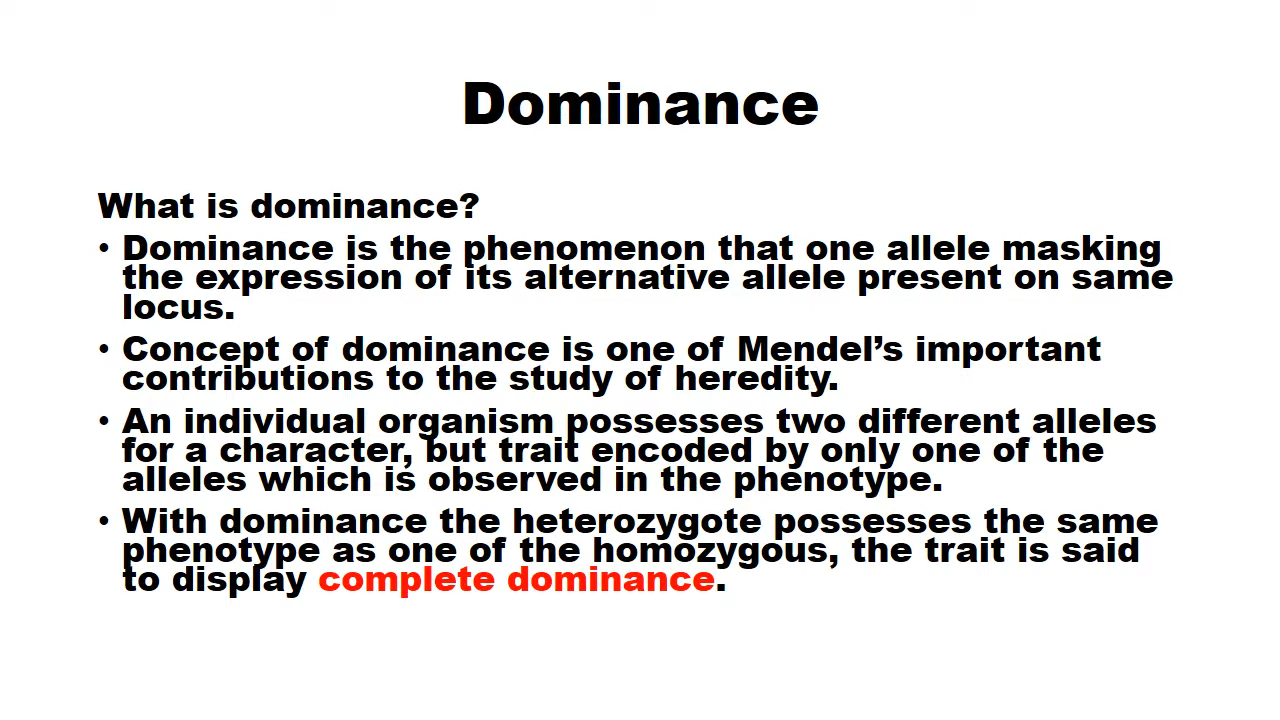 Dominance
What is dominance?
• Dominance is the phenomenon that one allele masking
the expression of its alternative allele present on same
locus.
• Concept of dominance is one of Mendel’s important
contributions to the study of heredity.
• An individual organism possesses two different alleles
for a character, but trait encoded by only one of the
alleles which is observed in the phenotype.
• With dominance the heterozygote possesses the same
phenotype as one of the homozygous, the trait is said
to display complete dominance.